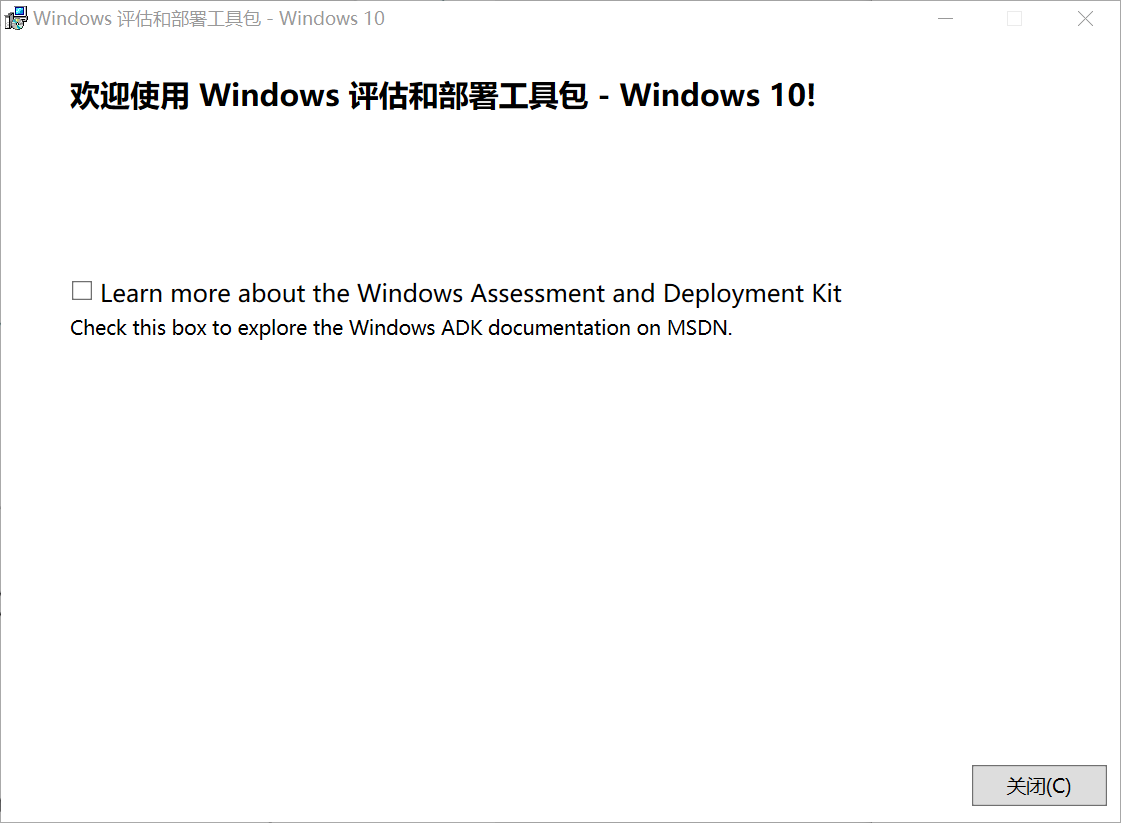 Windows 评估和部署工具包 - Windows 10
欢迎使用 Windows 评估和部署工具包 - Windows 10!
Learn more about the Windows Assessment and Deployment Kit
Check this box to explore the Windows ADK documentation on MSDN.
关闭(C)